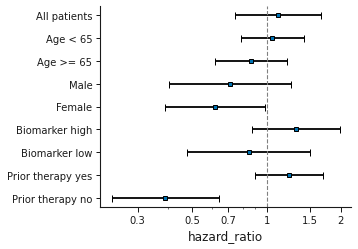 All patients
Age < 65
Age >= 65
Male
Female
Biomarker high
Biomarker low
Prior therapy yes
Prior therapy no
0.3 0.5 0.7 1 1.5 2
hazard_ratio